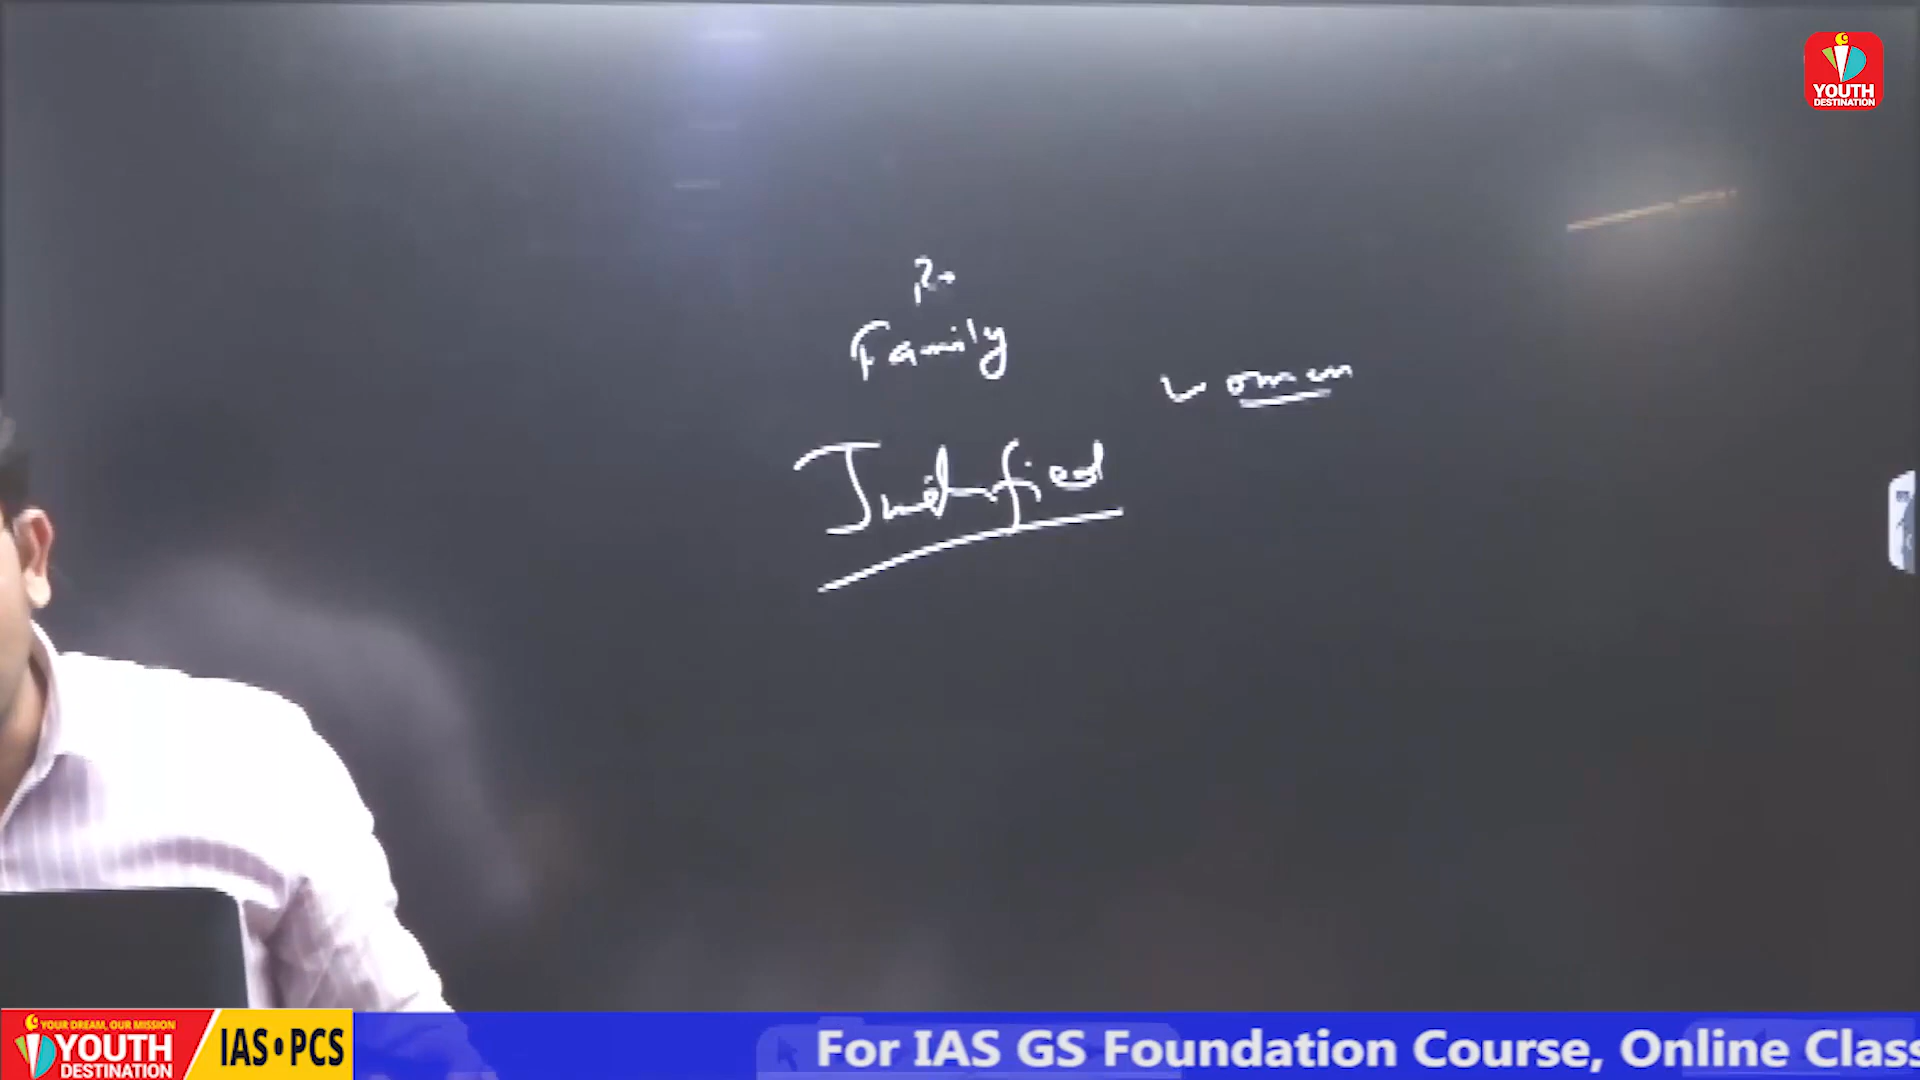 YOUTH
DESTINATION
Family
women
YOUR DREAM, OUR MISSION
YOUTH
DESTINATION
IAS•PCS
For IAS GS Foundation Course, Online Class